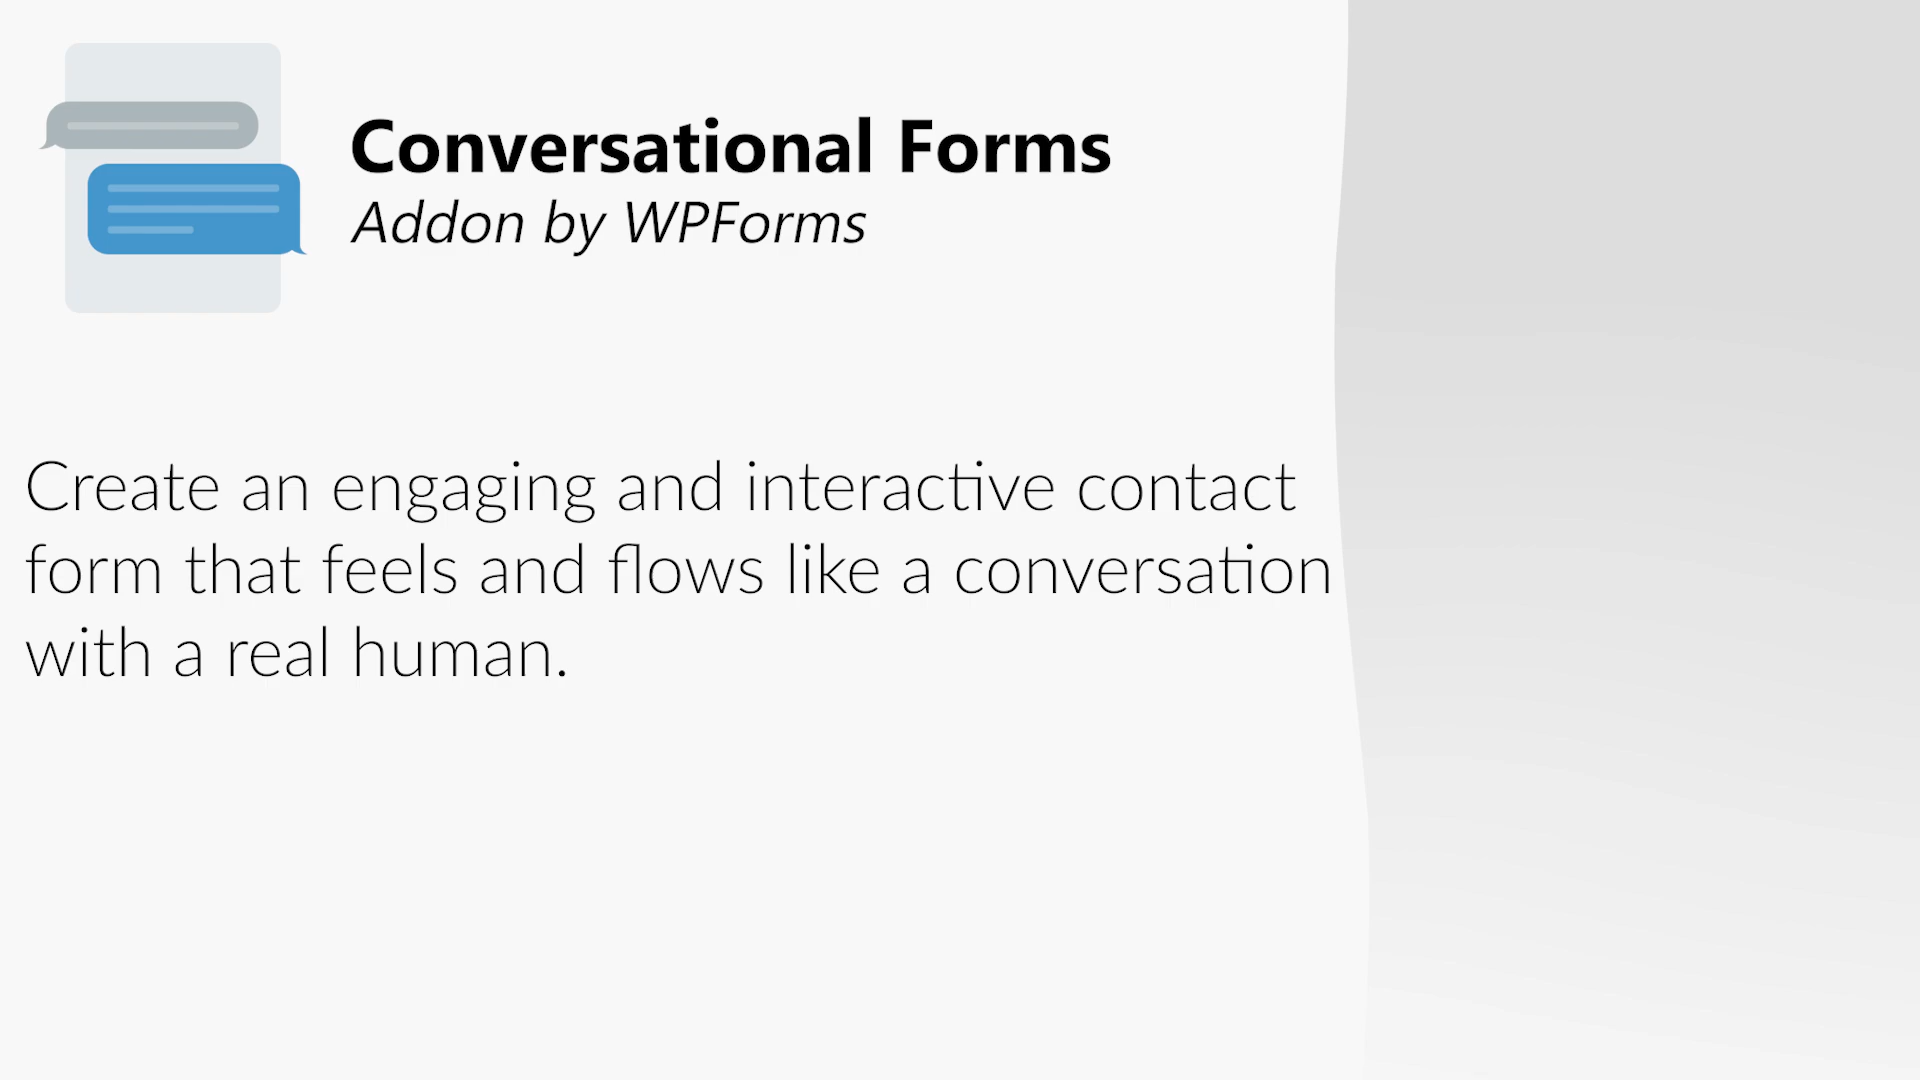 Conversational Forms
Addon by WPForms
Create an engaging and interactive contact
form that feels and flows like a conversation
with a real human.